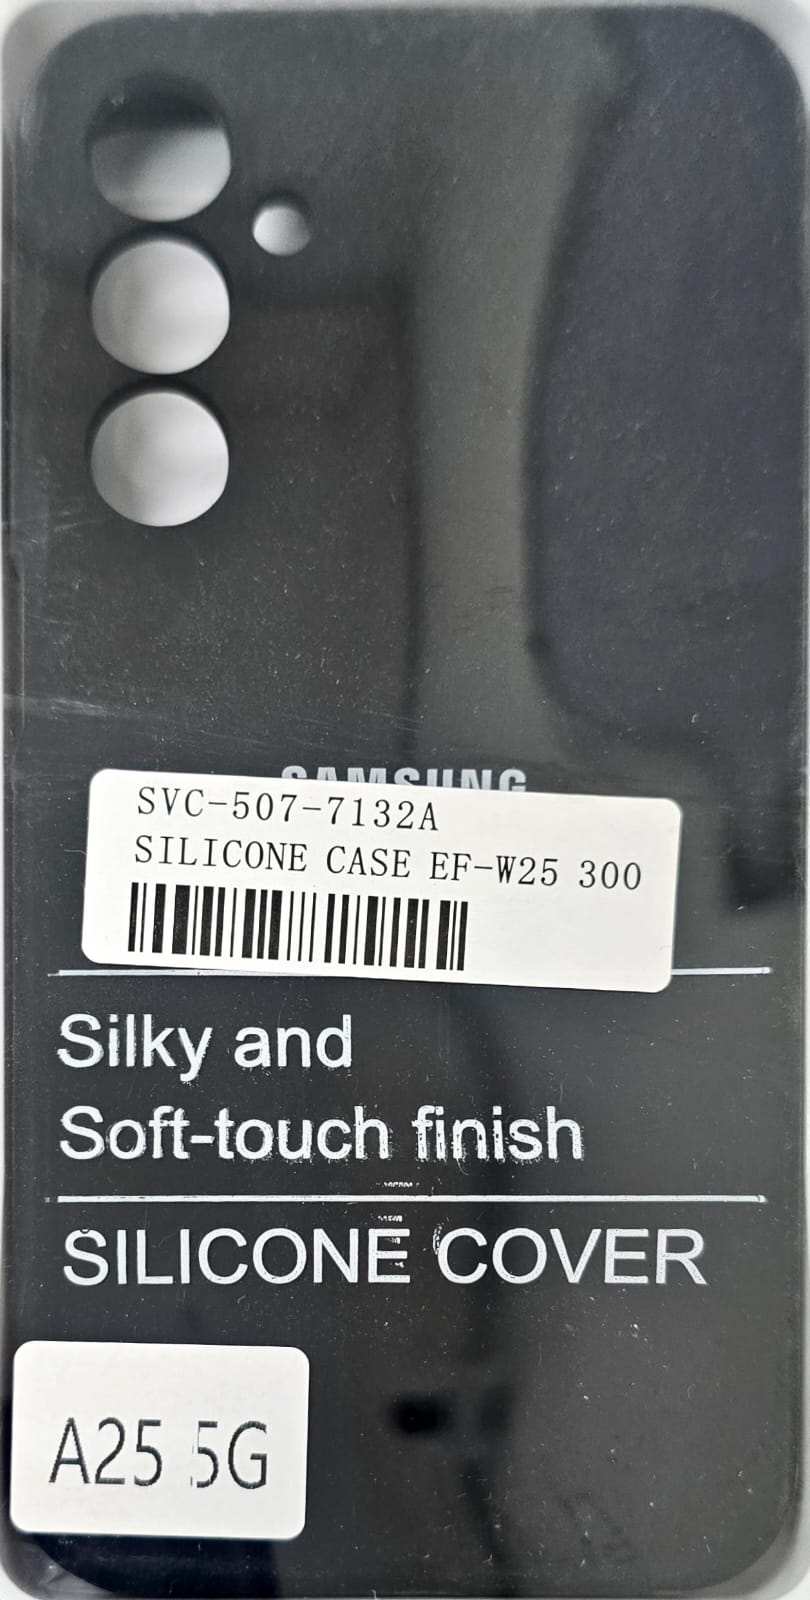 SAMSUNG
SVC-507-7132A
SILICONE CASE EF-W25 300
Silky and
Soft-touch finish
SILICONE COVER
A25 5G